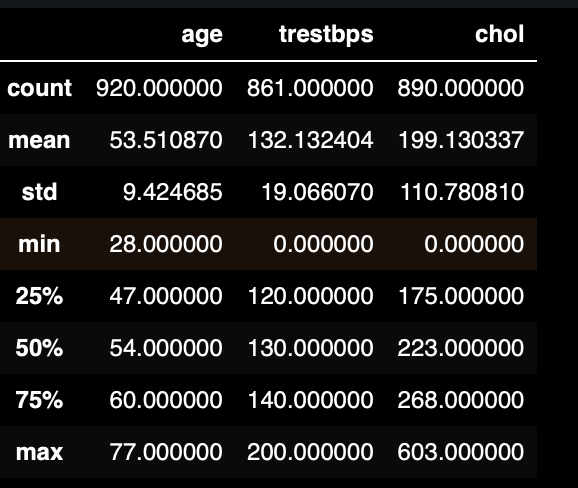 age trestbps chol
count 920.000000 861.000000 890.000000
mean 53.510870 132.132404 199.130337
std 9.424685 19.066070 110.780810
min 28.000000 0.000000 0.000000
25% 47.000000 120.000000 175.000000
50% 54.000000 130.000000 223.000000
75% 60.000000 140.000000 268.000000
max 77.000000 200.000000 603.000000